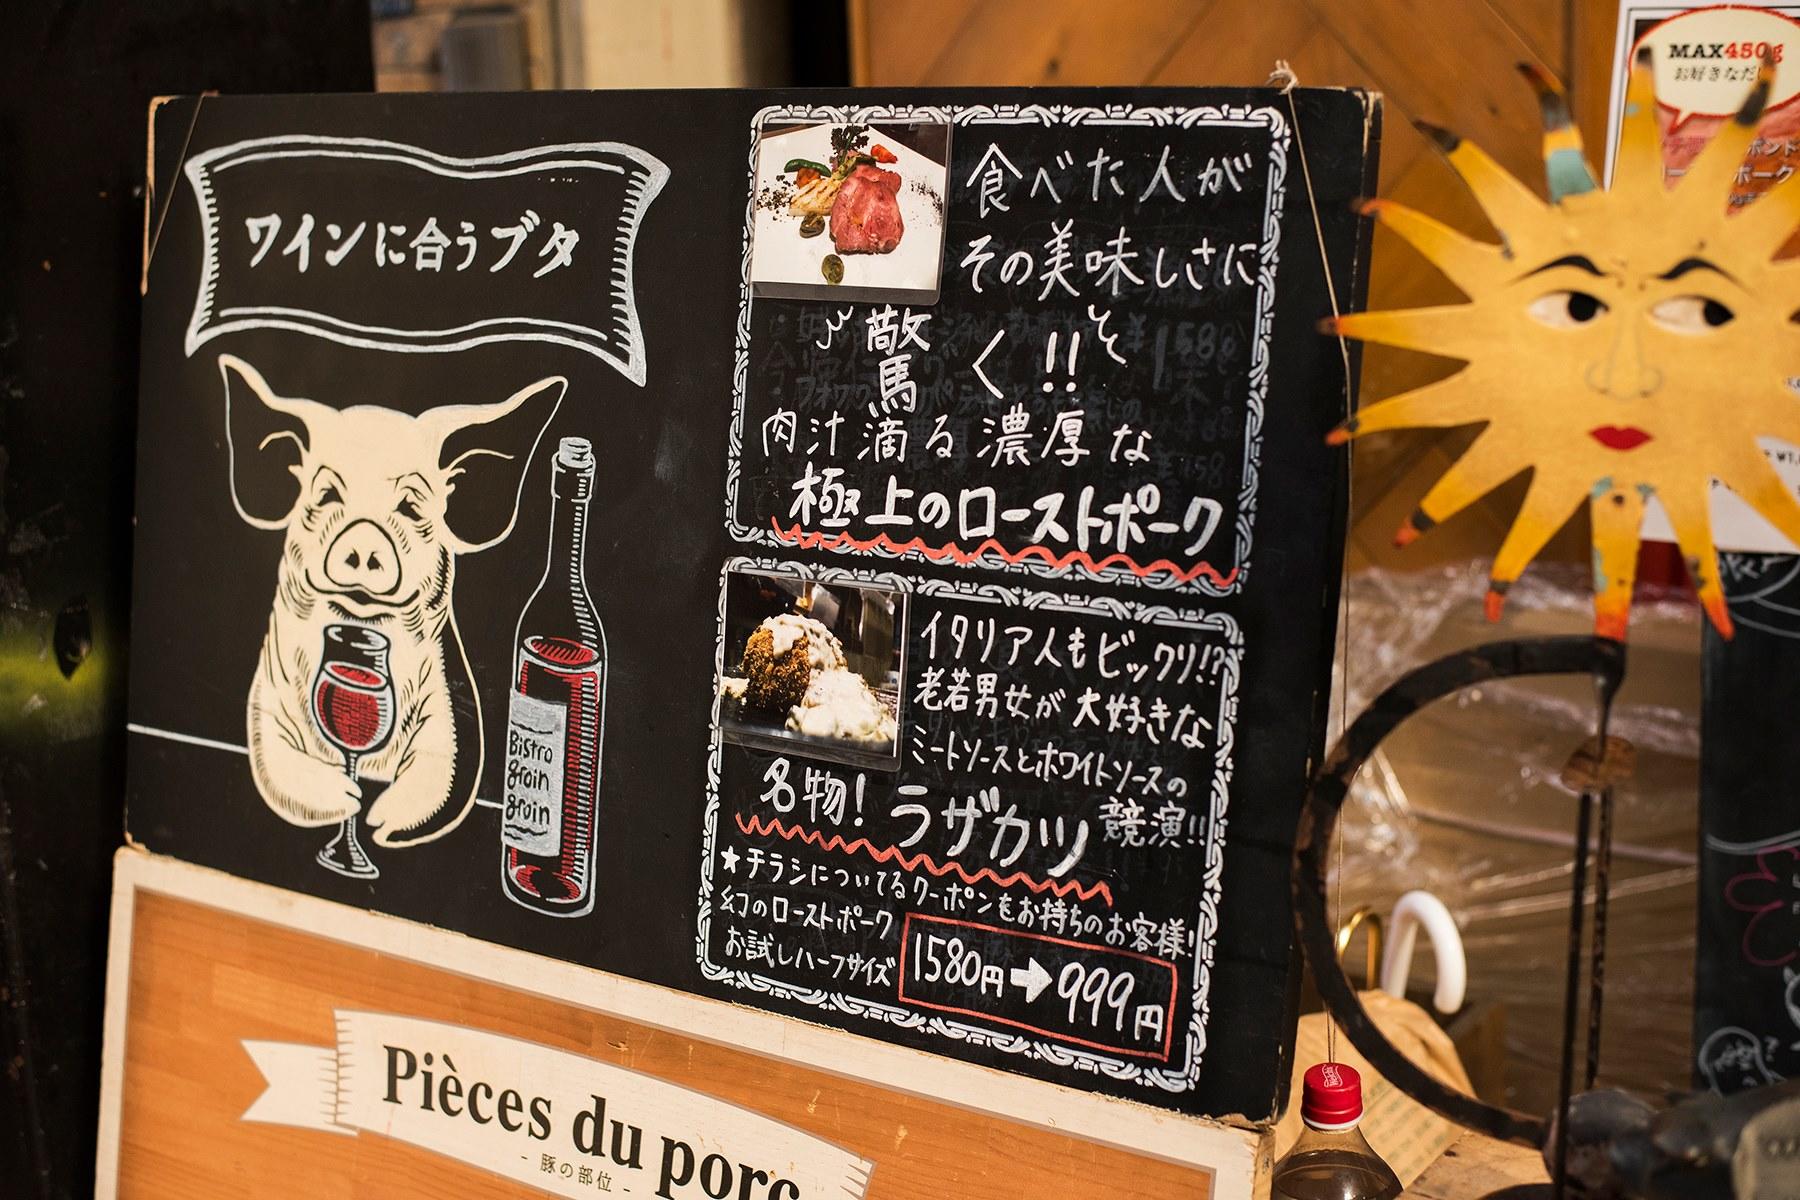 ワインに合うブタ
Bistro
groin
groin
食べた人が
その美味しさに
驚く!!
肉汁滴る濃厚な
極上のローストポーク
イタリア人もビックリ!?
老若男女が大好きな
ミートソースとホワイトソースの
競演!!
名物!ラザカツ
★チラシについてるクーポンをお持ちのお客様!
幻のローストポーク
お試しハーフサイズ
1580円➡999円
Pièces du porc
- 豚の部位 -
MAX450g
お好きなだ